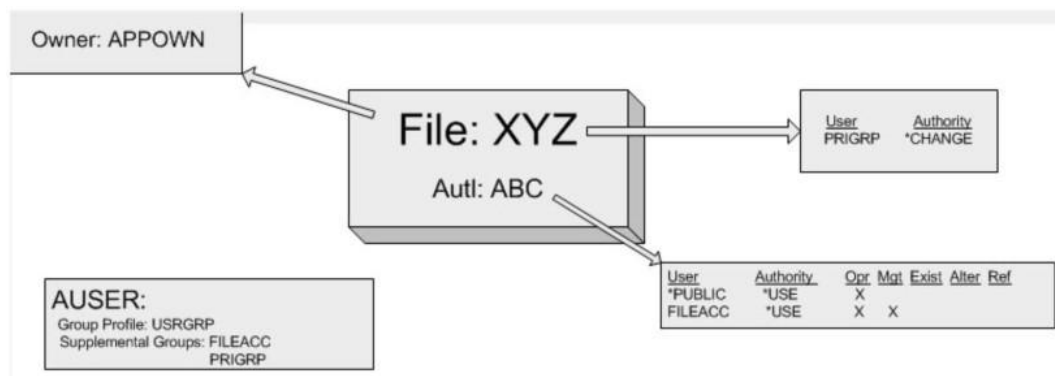 Owner: APPOWN
File: XYZ
Autl: ABC
User Authority
PRIGRP *CHANGE
User Authority Opr Mgt Exist Alter Ref
*PUBLIC *USE X
FILEACC *USE X X
AUSER:
Group Profile: USRGRP
Supplemental Groups: FILEACC
PRIGRP